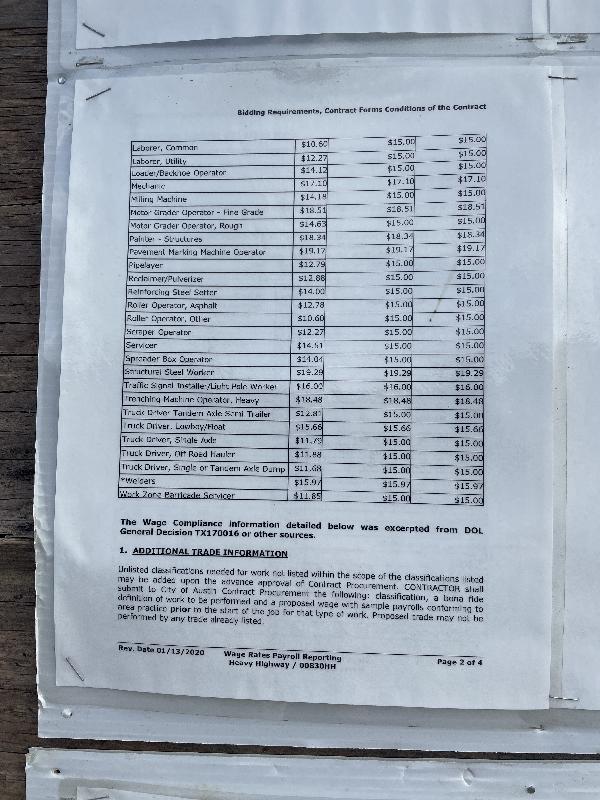 Bidding Requirements, Contract Forms Conditions of the Contract
Laborer, Common $10.60 $15.00 $15.00
Laborer, Utility $12.27 $15.00 $15.00
Loader/Backhoe Operator $14.12 $15.00 $15.00
Mechanic $17.10 $17.10 $17.10
Milling Machine $14.18 $15.00 $15.00
Motor Grader Operator - Fine Grade $18.51 $18.51 $18.51
Motor Grader Operator, Rough $14.63 $15.00 $15.00
Painter - Structures $18.34 $18.34 $18.34
Pavement Marking Machine Operator $19.17 $19.17 $19.17
Pipelayer $12.79 $15.00 $15.00
Reclaimer/Pulverizer $12.88 $15.00 $15.00
Reinforcing Steel Setter $14.00 $15.00 $15.00
Roller Operator, Asphalt $12.78 $15.00 $15.00
Roller Operator, Other $10.60 $15.00 $15.00
Scraper Operator $12.27 $15.00 $15.00
Servicer $14.51 $15.00 $15.00
Spreader Box Operator $14.04 $15.00 $15.00
Structural Steel Worker $19.29 $19.29 $19.29
Traffic Signal Installer/Light Pole Worker $16.00 $16.00 $16.00
Trenching Machine Operator, Heavy $18.48 $18.48 $18.48
Truck Driver Tandem Axle Semi Trailer $12.81 $15.00 $15.00
Truck Driver, Lowboy/Float $15.66 $15.66 $15.66
Truck Driver, Single Axle $11.79 $15.00 $15.00
Truck Driver, Off Road Hauler $11.88 $15.00 $15.00
Truck Driver, Single or Tandem Axle Dump $11.68 $15.00 $15.00
*Welders $15.97 $15.97 $15.97
Work Zone Barricade Servicer $11.85 $15.00 $15.00
The Wage Compliance information detailed below was excerpted from DOL
General Decision TX170016 or other sources.
1. ADDITIONAL TRADE INFORMATION
Unlisted classifications needed for work not listed within the scope of the classifications listed
may be added upon the advance approval of Contract Procurement. CONTRACTOR shall
submit to City of Austin Contract Procurement the following: classification, a bona fide
definition of work to be performed and a proposed wage with sample payrolls conforming to
area practice prior to the start of the job for that type of work. Proposed trade may not be
performed by any trade already listed.
Rev. Date 01/13/2020 Wage Rates Payroll Reporting Page 2 of 4
Heavy Highway / 00830HH